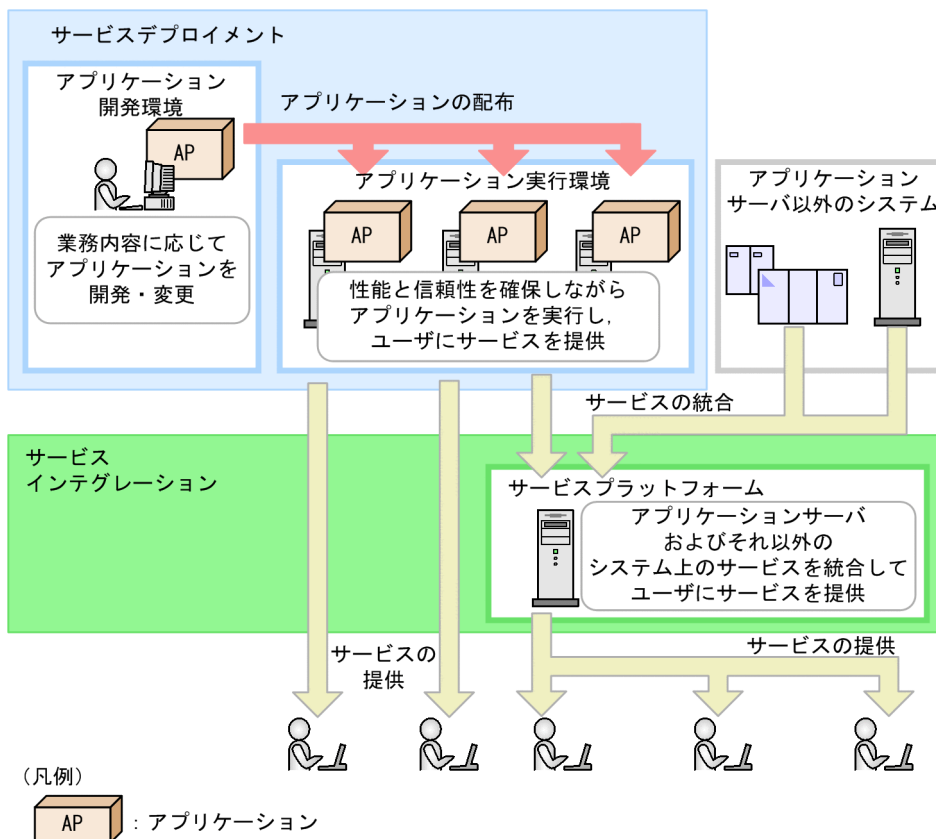 サービスデプロイメント
アプリケーション
開発環境
AP
業務内容に応じて
アプリケーションを
開発・変更
アプリケーションの配布
アプリケーション実行環境
AP
AP
AP
性能と信頼性を確保しながら
アプリケーションを実行し,
ユーザにサービスを提供
アプリケーション
サーバ以外のシステム
サービスの統合
サービス
インテグレーション
サービスプラットフォーム
アプリケーションサーバ
およびそれ以外の
システム上のサービスを統合して
ユーザにサービスを提供
サービスの
提供
サービスの提供
(凡例)
AP
: アプリケーション